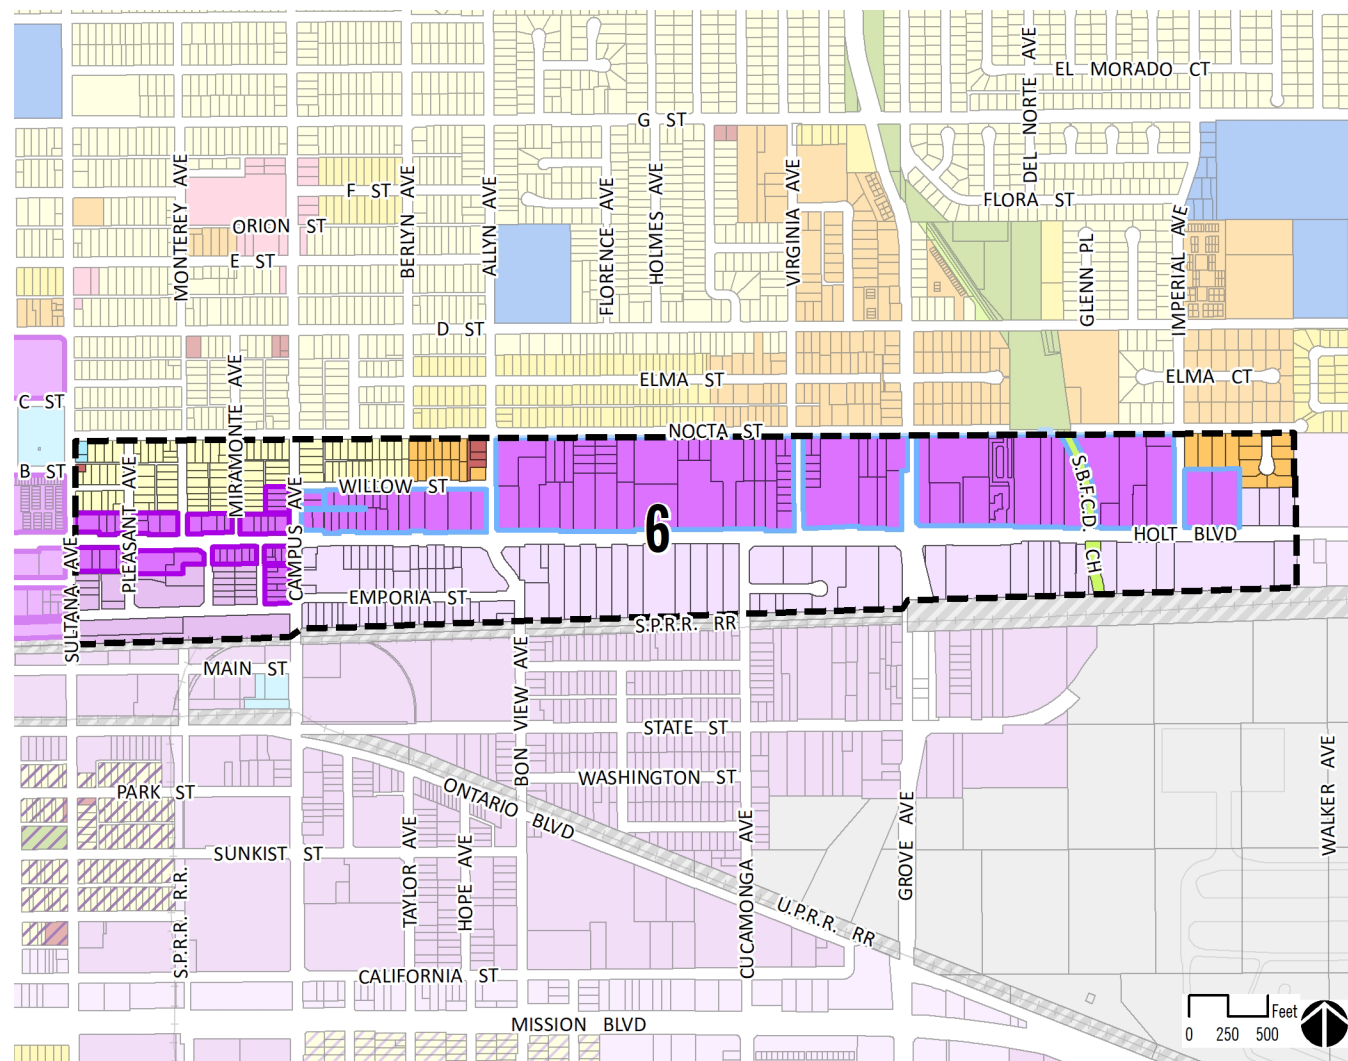 EL MORADO CT
DEL NORTE AVE
G ST
MONTEREY AVE
F ST
BERLYN AVE
ALLYN AVE
FLORENCE AVE
HOLMES AVE
VIRGINIA AVE
FLORA ST
IMPERIAL AVE
GLENN PL
ORION ST
E ST
D ST
MIRAMONTE AVE
ELMA ST
ELMA CT
C ST
NOCTA ST
B ST
PLEASANT AVE
CAMPUS AVE
WILLOW ST
S.B.F.C.D. CH.
6
HOLT BLVD
SULTANA AVE
EMPORIA ST
S.P.R.R. RR
MAIN ST
BON VIEW AVE
STATE ST
WASHINGTON ST
PARK ST
ONTARIO BLVD
WALKER AVE
SUNKIST ST
TAYLOR AVE
HOPE AVE
CUCAMONGA AVE
GROVE AVE
S.P.R.R. R.R.
U.P.R.R. RR
CALIFORNIA ST
MISSION BLVD
Feet
0 250 500